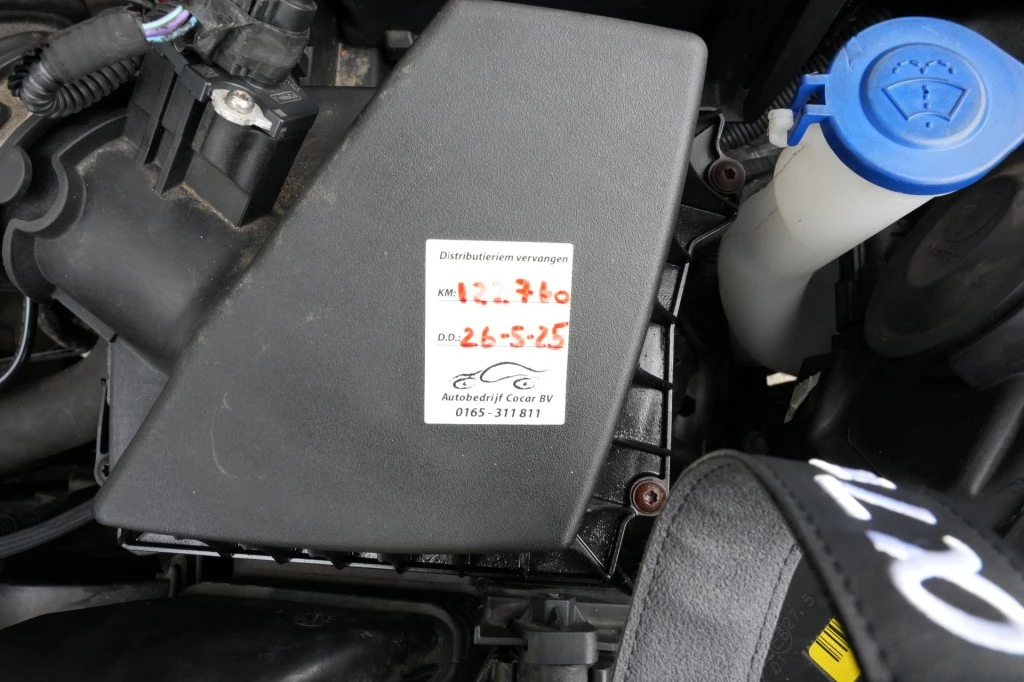 Distributieriem vervangen
KM: 122.760
D.D.: 26-5-25
Autobedrijf Cocar BV
0165 - 311 811